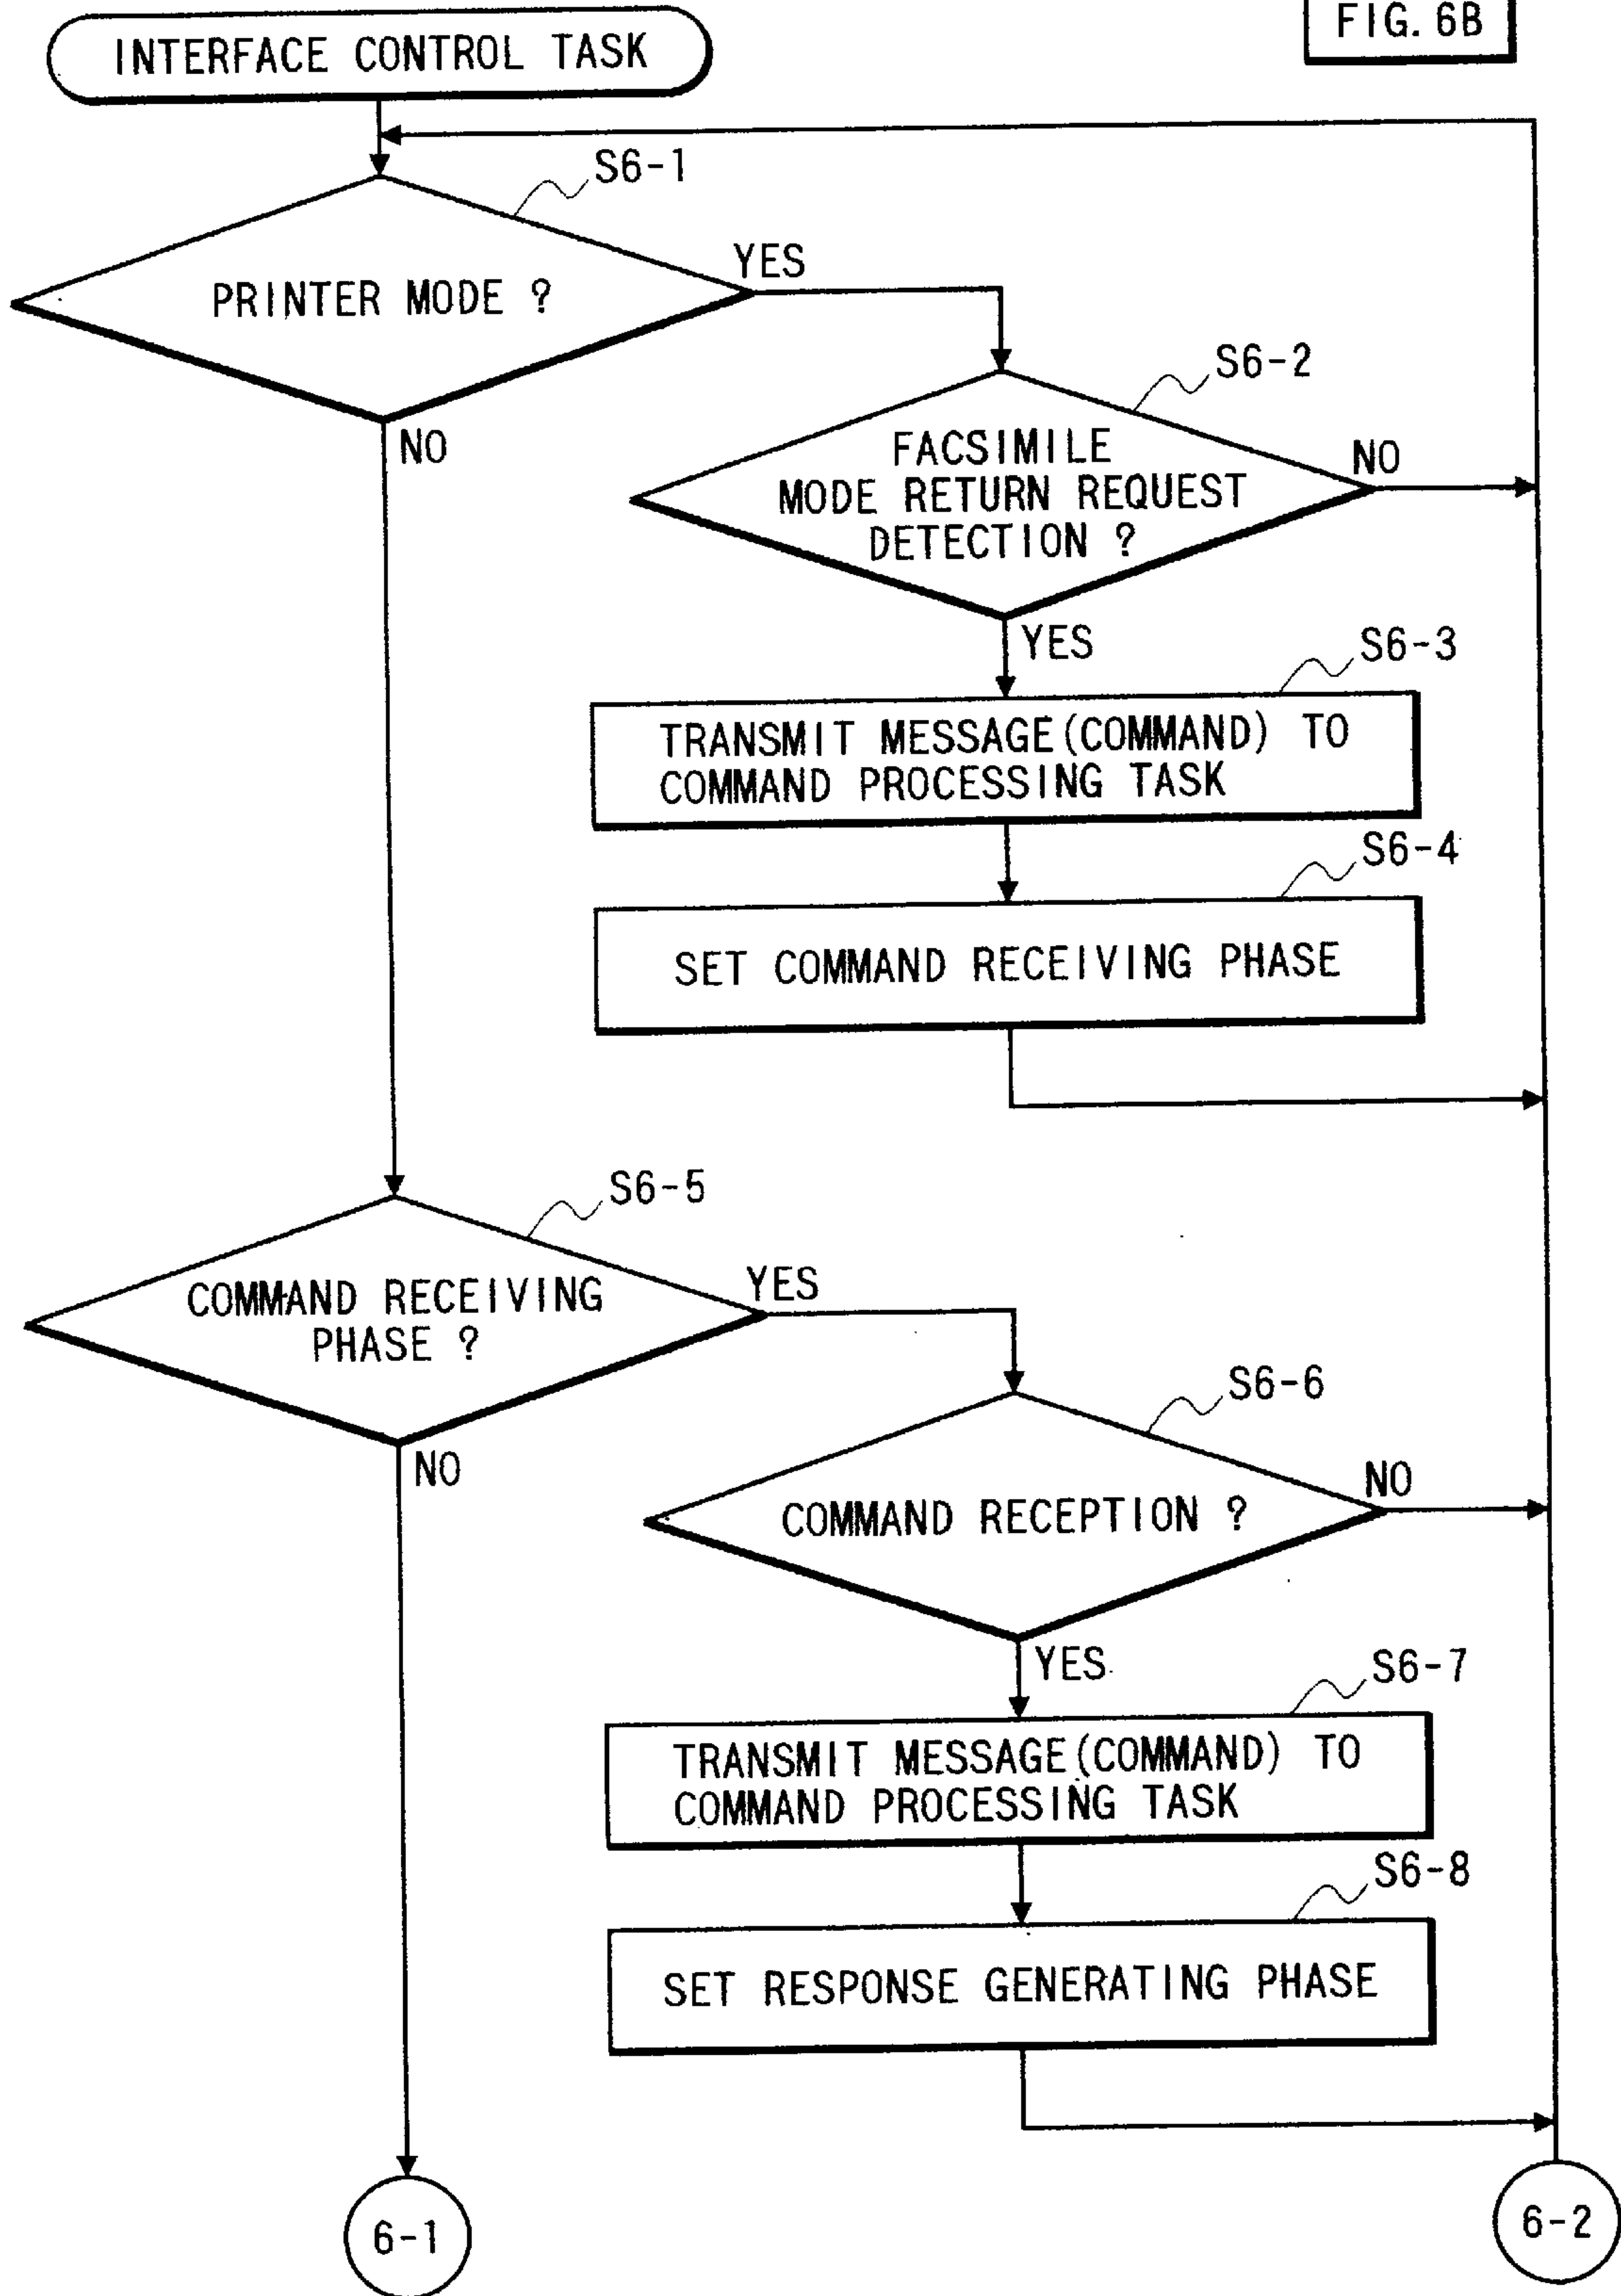 FIG. 6B
INTERFACE CONTROL TASK
S6-1
PRINTER MODE ?
YES
NO
S6-2
FACSIMILE
MODE RETURN REQUEST
DETECTION ?
NO
YES
S6-3
TRANSMIT MESSAGE(COMMAND) TO
COMMAND PROCESSING TASK
S6-4
SET COMMAND RECEIVING PHASE
S6-5
COMMAND RECEIVING
PHASE ?
YES
NO
S6-6
COMMAND RECEPTION ?
NO
YES
S6-7
TRANSMIT MESSAGE(COMMAND) TO
COMMAND PROCESSING TASK
S6-8
SET RESPONSE GENERATING PHASE
6-1
6-2